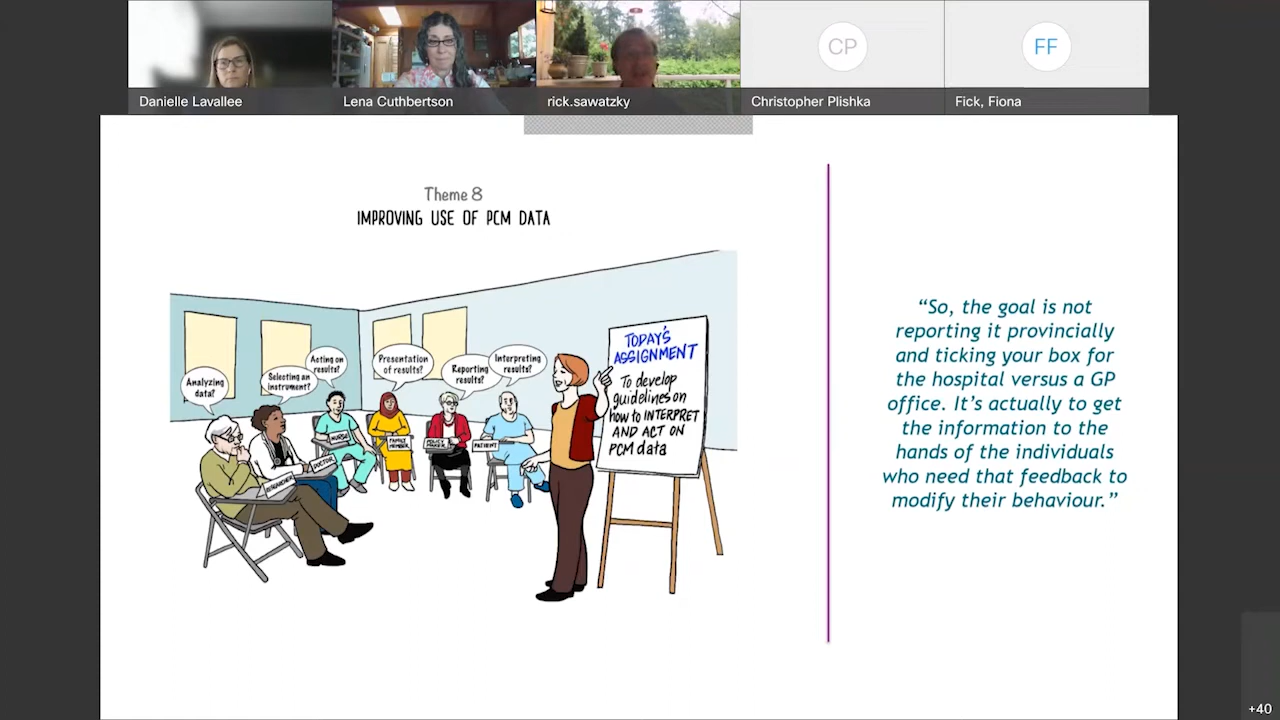 Danielle Lavallee
Lena Cuthbertson
rick.sawatzky
CP
Christopher Plishka
FF
Fick, Fiona
Theme 8
IMPROVING USE OF PCM DATA
Analyzing
data?
Selecting an
instrument?
Acting on
results?
Presentation
of results?
Reporting
results?
Interpreting
results?
RESEARCHER
DOCTOR
NURSE
FAMILY
MEMBER
POLICY
MAKER
PATIENT
TODAY'S
ASSIGNMENT
To develop
guidelines on
how to INTERPRET
AND ACT ON
PCM data
“So, the goal is not
reporting it provincially
and ticking your box for
the hospital versus a GP
office. It’s actually to get
the information to the
hands of the individuals
who need that feedback to
modify their behaviour.”
+40